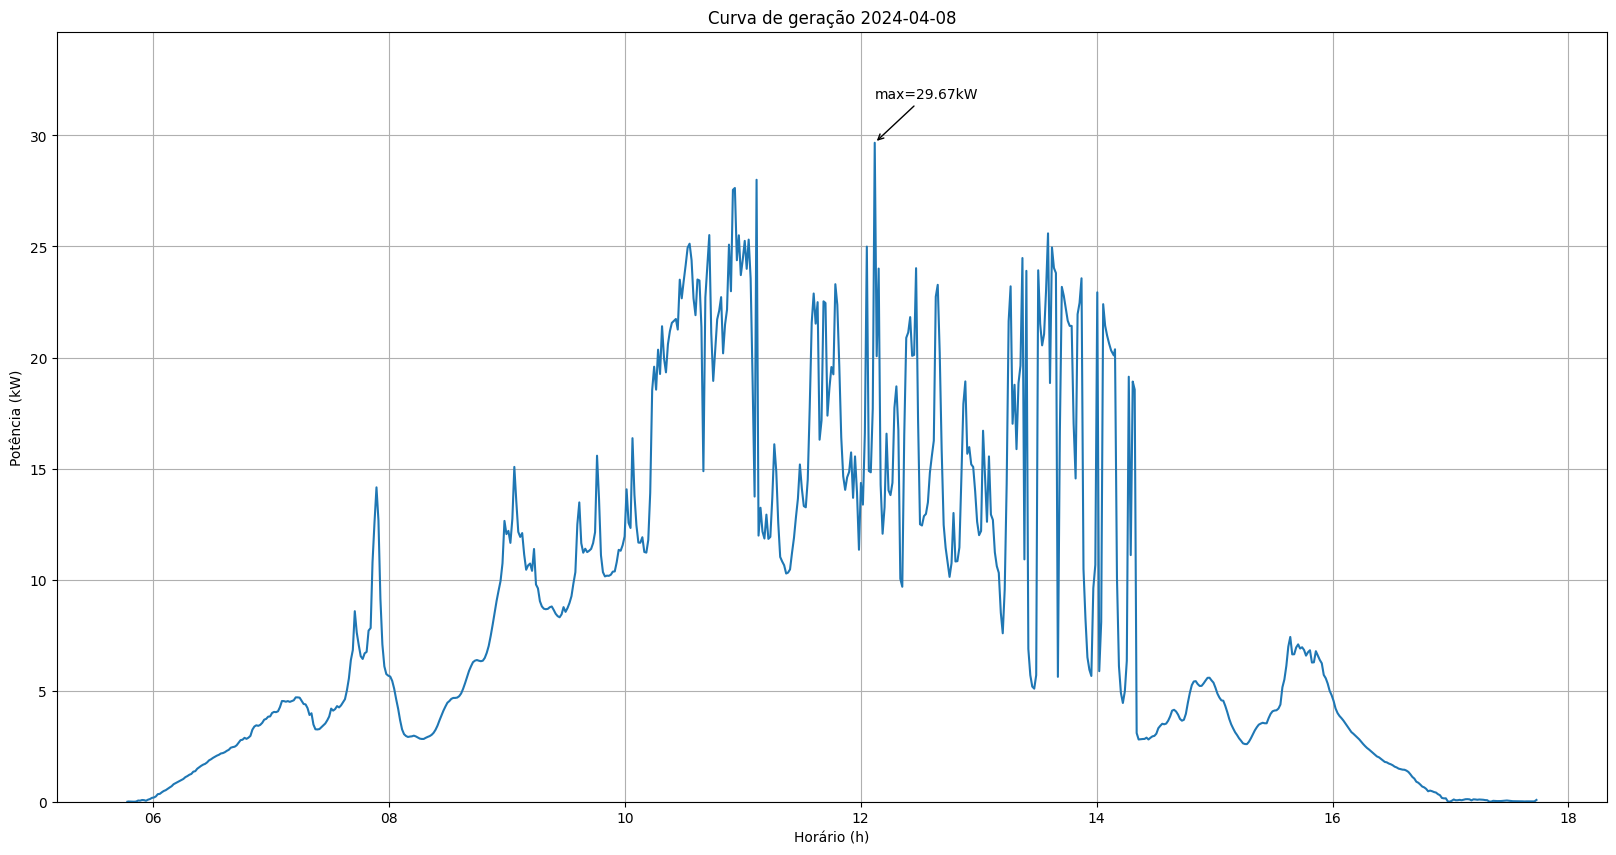 Curva de geração 2024-04-08
max=29.67kW
Potência (kW)
30
25
20
15
10
5
0
06 08 10 12 14 16 18
Horário (h)